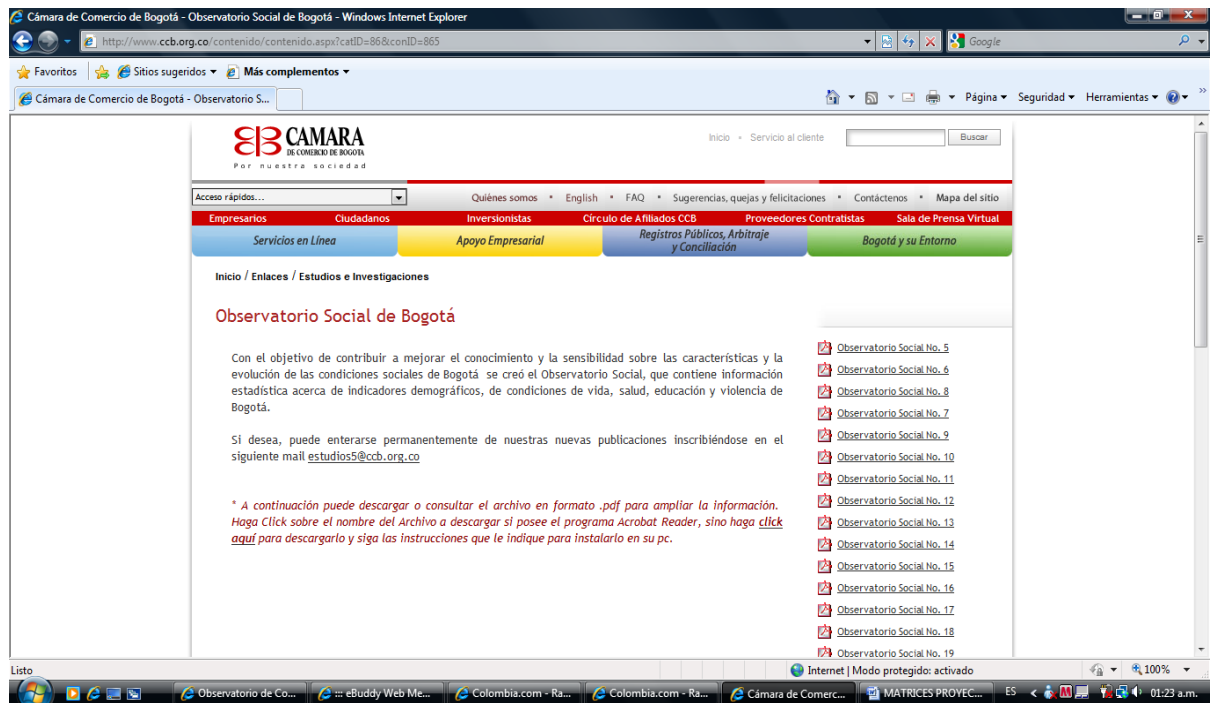 Cámara de Comercio de Bogotá - Observatorio Social de Bogotá - Windows Internet Explorer
http://www.ccb.org.co/contenido/contenido.aspx?catID=86&conID=865
Google
Favoritos
Sitios sugeridos
Más complementos
Cámara de Comercio de Bogotá - Observatorio S...
Página
Seguridad
Herramientas
CAMARA
DE COMERCIO DE BOGOTA
Por nuestra sociedad
Inicio • Servicio al cliente
Buscar
Acceso rápidos...
Quiénes somos • English • FAQ • Sugerencias, quejas y felicitaciones • Contáctenos • Mapa del sitio
Empresarios Ciudadanos Inversionistas Círculo de Afiliados CCB Proveedores Contratistas Sala de Prensa Virtual
Servicios en Línea
Apoyo Empresarial
Registros Públicos, Arbitraje
y Conciliación
Bogotá y su Entorno
Inicio / Enlaces / Estudios e Investigaciones
Observatorio Social de Bogotá
Con el objetivo de contribuir a mejorar el conocimiento y la sensibilidad sobre las características y la
evolución de las condiciones sociales de Bogotá se creó el Observatorio Social, que contiene información
estadística acerca de indicadores demográficos, de condiciones de vida, salud, educación y violencia de
Bogotá.
Si desea, puede enterarse permanentemente de nuestras nuevas publicaciones inscribiéndose en el
siguiente mail estudios5@ccb.org.co
* A continuación puede descargar o consultar el archivo en formato .pdf para ampliar la información.
Haga Click sobre el nombre del Archivo a descargar si posee el programa Acrobat Reader, sino haga click
aquí para descargarlo y siga las instrucciones que le indique para instalarlo en su pc.
Observatorio Social No. 5
Observatorio Social No. 6
Observatorio Social No. 8
Observatorio Social No. 7
Observatorio Social No. 9
Observatorio Social No. 10
Observatorio Social No. 11
Observatorio Social No. 12
Observatorio Social No. 13
Observatorio Social No. 14
Observatorio Social No. 15
Observatorio Social No. 16
Observatorio Social No. 17
Observatorio Social No. 18
Observatorio Social No. 19
Listo
Internet | Modo protegido: activado
100%
Observatorio de Co...
::: eBuddy Web Me...
Colombia.com - Ra...
Colombia.com - Ra...
Cámara de Comerc...
MATRICES PROYEC...
ES
01:23 a.m.